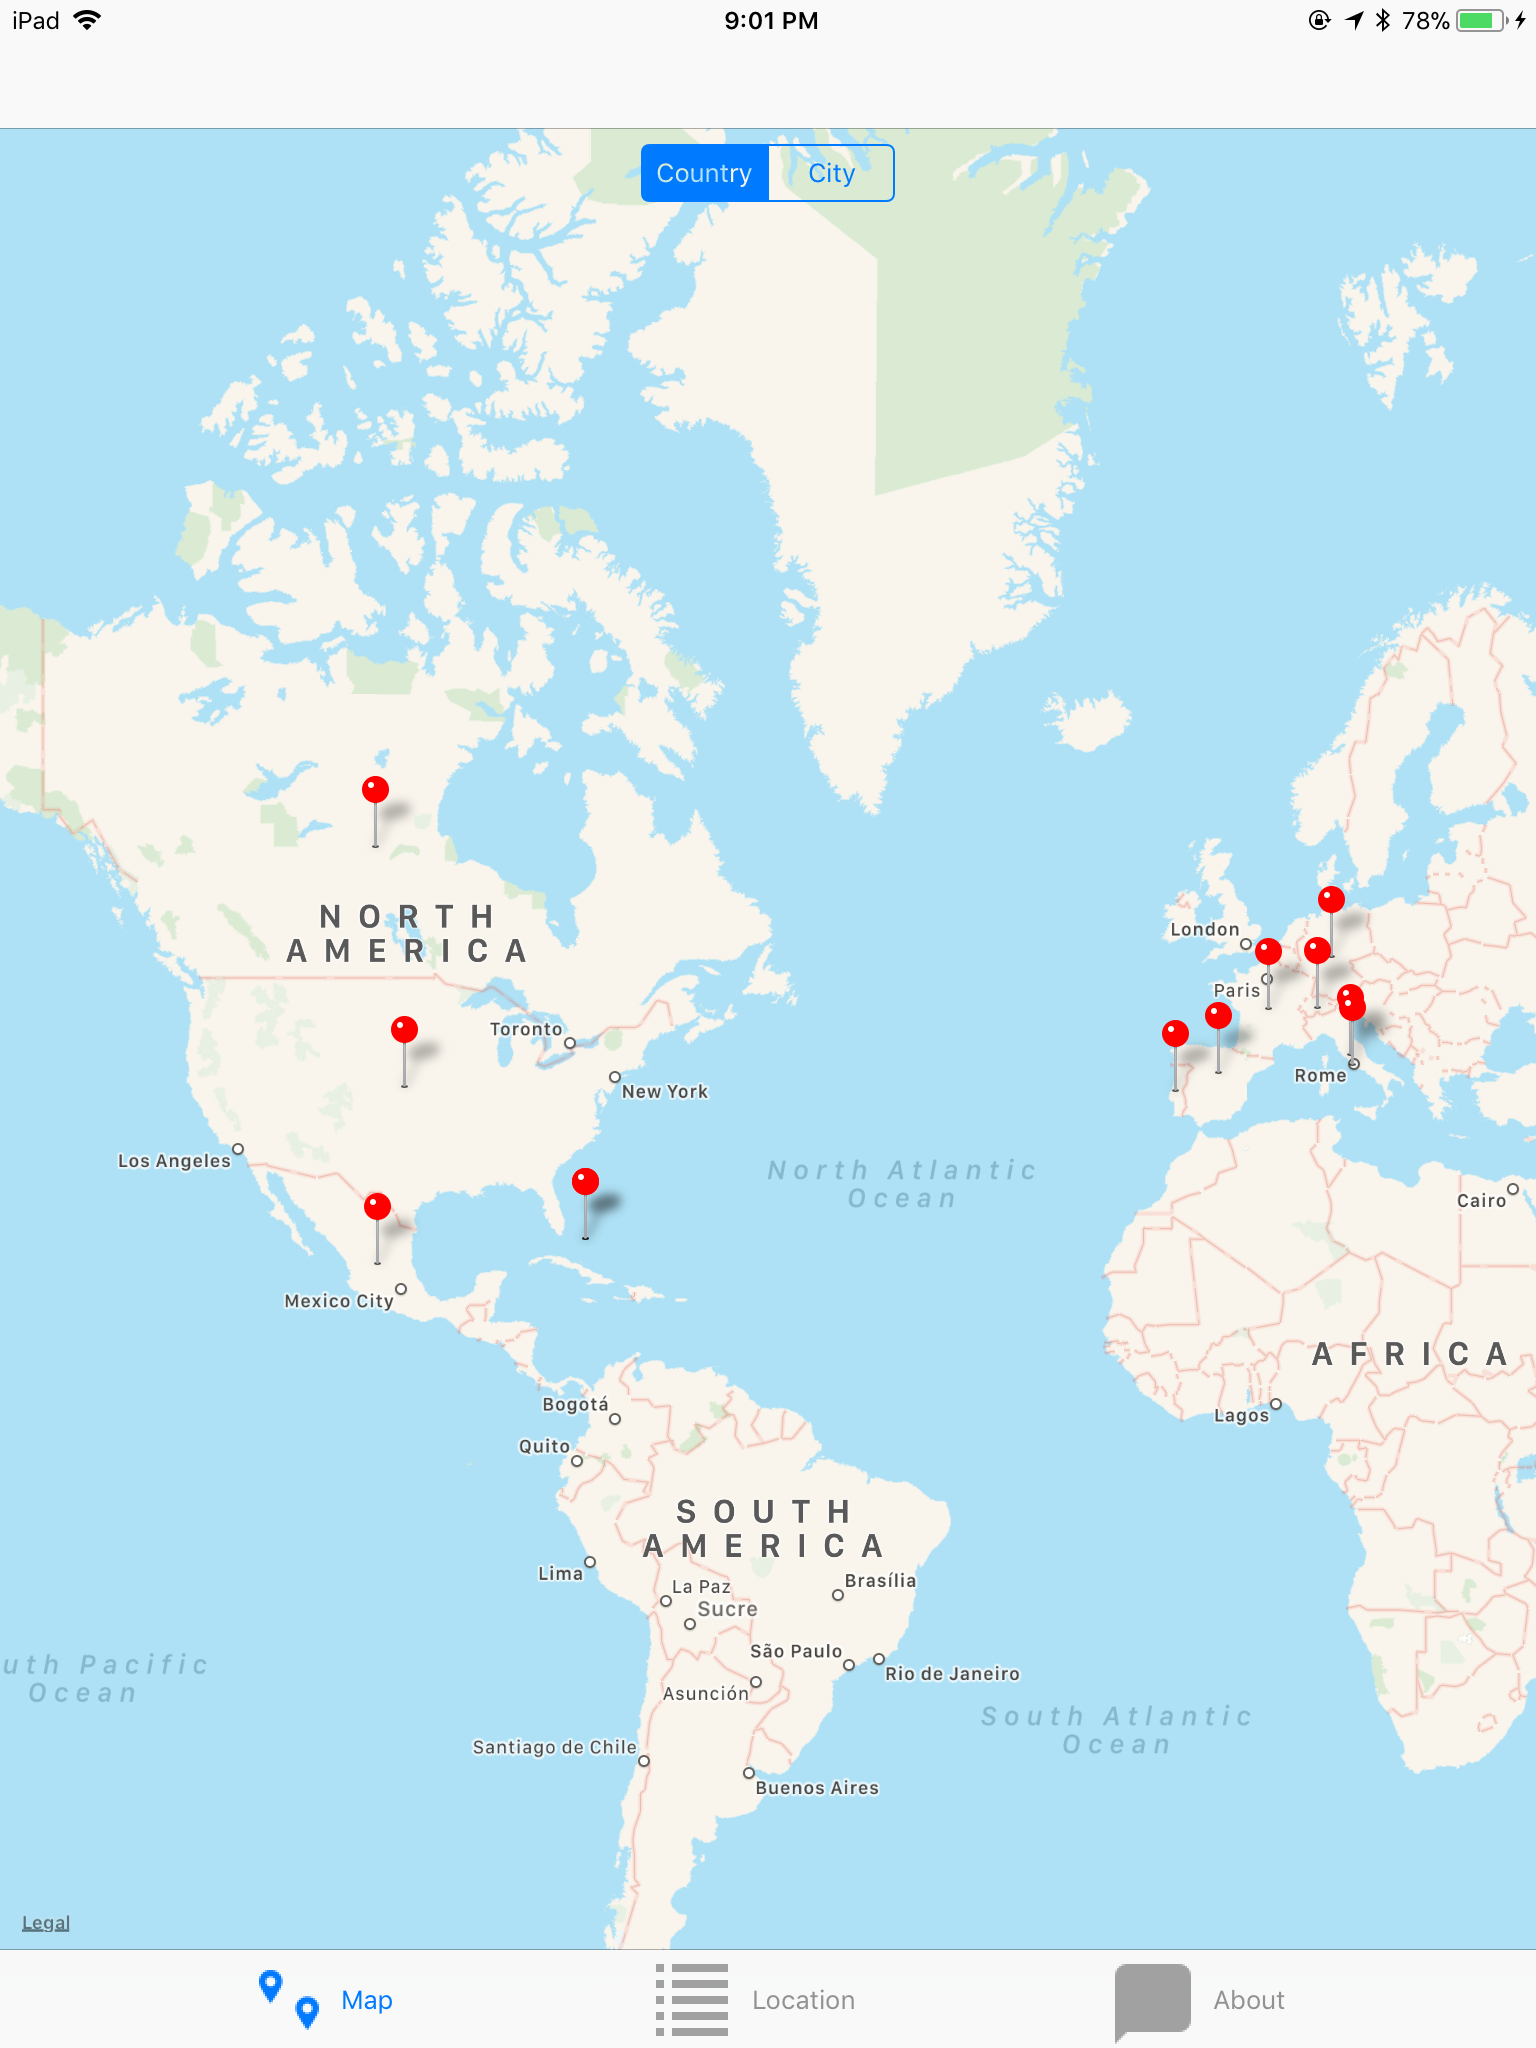 iPad 9:01 PM 78%
Country City
NORTH
AMERICA
London
Paris
Toronto
Rome
New York
Los Angeles
North Atlantic
Ocean
Cairo
Mexico City
AFRICA
Bogotá
Lagos
Quito
SOUTH
AMERICA
Lima
La Paz
Brasília
Sucre
São Paulo
uth Pacific
Ocean
Rio de Janeiro
Asunción
South Atlantic
Ocean
Santiago de Chile
Buenos Aires
Legal
Map Location About